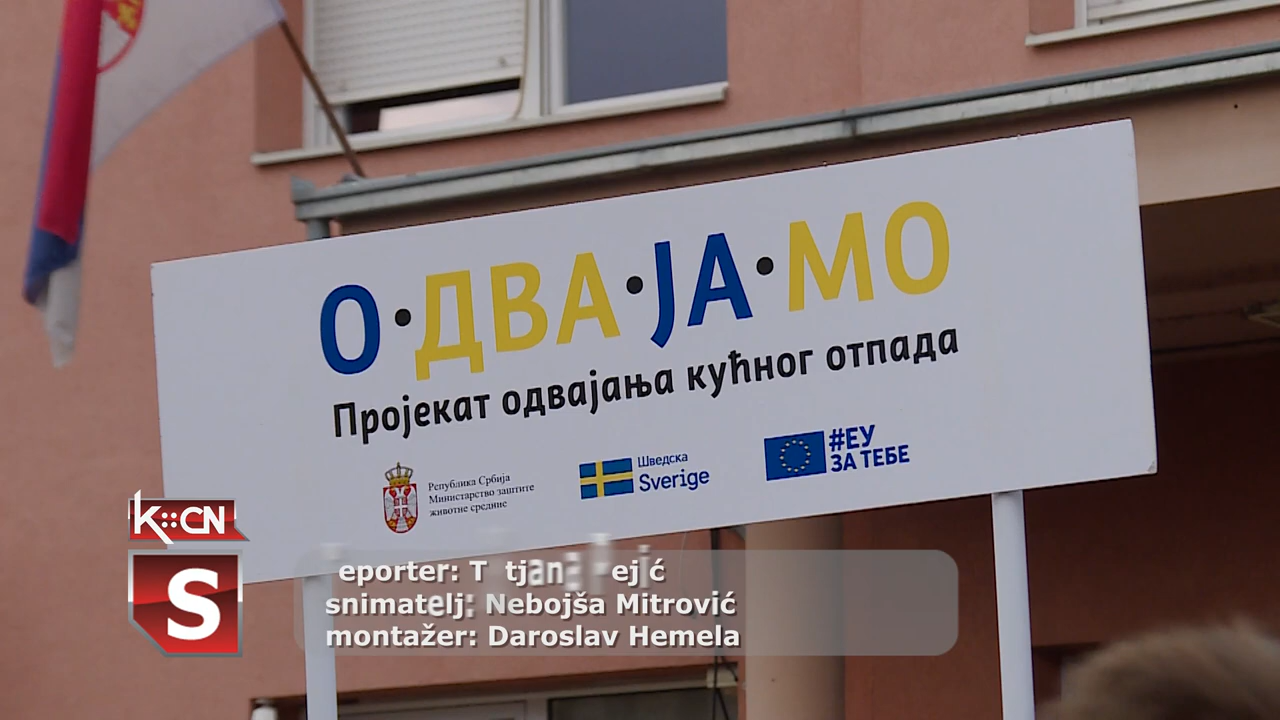 О·ДВА·ЈА·МО
Пројекат одвајања кућног отпада
Република Србија
Министарство заштите
животне средине
Шведска
Sverige
#ЕУ
ЗА ТЕБЕ
K::CN
S
eporter:
snimatelj: Nebojša Mitrović
montažer: Daroslav Hemela